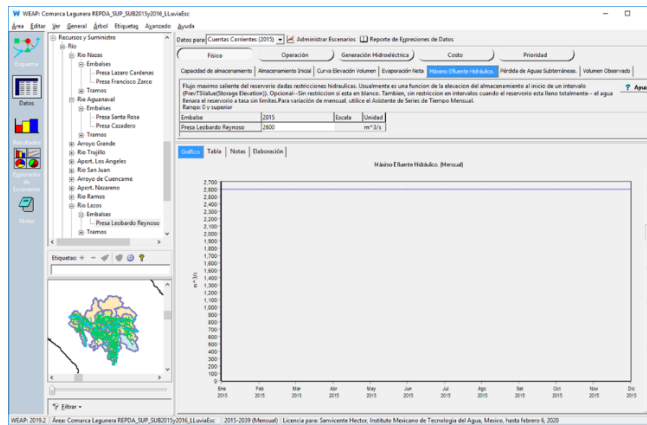 WEAP: Comarca Lagunera REPDA_SUP_SUB2015y2016_LLuviaEsc
Área Editar Ver General Árbol Etiquetas Avanzado Ayuda
Esquema
Datos
Resultados
Explorador de Escenarios
Notas
Recursos y Suministro
Río
Rio Nazas
Embalses
Presa Lazaro Cardenas
Presa Francisco Zarco
Tramos
Rio Aguanaval
Embalses
Presa Santa Rosa
Presa Cazadero
Tramos
Arroyo Grande
Rio Trujillo
Aport. Los Angeles
Rio San Juan
Arroyo de Cuencame
Aport. Nazareno
Rio Ramos
Rio Lazos
Embalses
Presa Leobardo Reynoso
Tramos
Etiquetas:
Filtrar
Datos para: Cuentas Corrientes (2015) Administrar Escenarios Reporte de Expresiones de Datos
Físico Operación Generación Hidroeléctrica Costo Prioridad
Capacidad de almacenamiento Almacenamiento Inicial Curva Elevación Volumen Evaporación Neta Máximo Efluente Hidráulico. Pérdida de Aguas Subterráneas. Volumen Observado
Flujo maximo saliente del reservorio dadas restricciones hidraulicas. Usualmente es una funcion de la elevacion del almacenamiento al inicio de un intervalo
(PrevTSValue(Storage Elevation)). Opcional--Sin restriccion si esta en blanco. Tambien, sin restriccion en intervalos cuando el reservorio esta lleno totalmente-- el agua
llenara el reservorio a tasa sin limites.Para variación de mensual, utilice el Asistente de Series de Tiempo Mensual.
Rango: 0 y superior
? Ayuda
Embalse 2015 Escala Unidad
Presa Leobardo Reynoso 2600 m^3/s
Gráfico Tabla Notas Elaboración
Máximo Efluente Hidráulico. (Mensual)
m^3/s
2,700
2,600
2,500
2,400
2,300
2,200
2,100
2,000
1,900
1,800
1,700
1,600
1,500
1,400
1,300
1,200
1,100
1,000
900
800
700
600
500
400
300
200
100
0
Ene Feb Mar Abr May Jun Jul Ago Sep Oct Nov Dic
2015 2015 2015 2015 2015 2015 2015 2015 2015 2015 2015 2015
WEAP: 2019.2 Área: Comarca Lagunera REPDA_SUP_SUB2015y2016_LLuviaEsc 2015-2039 (Mensual) Licencia para: Sanvicente Hector, Instituto Mexicano de Tecnologia del Agua, Mexico, hasta febrero 6, 2020